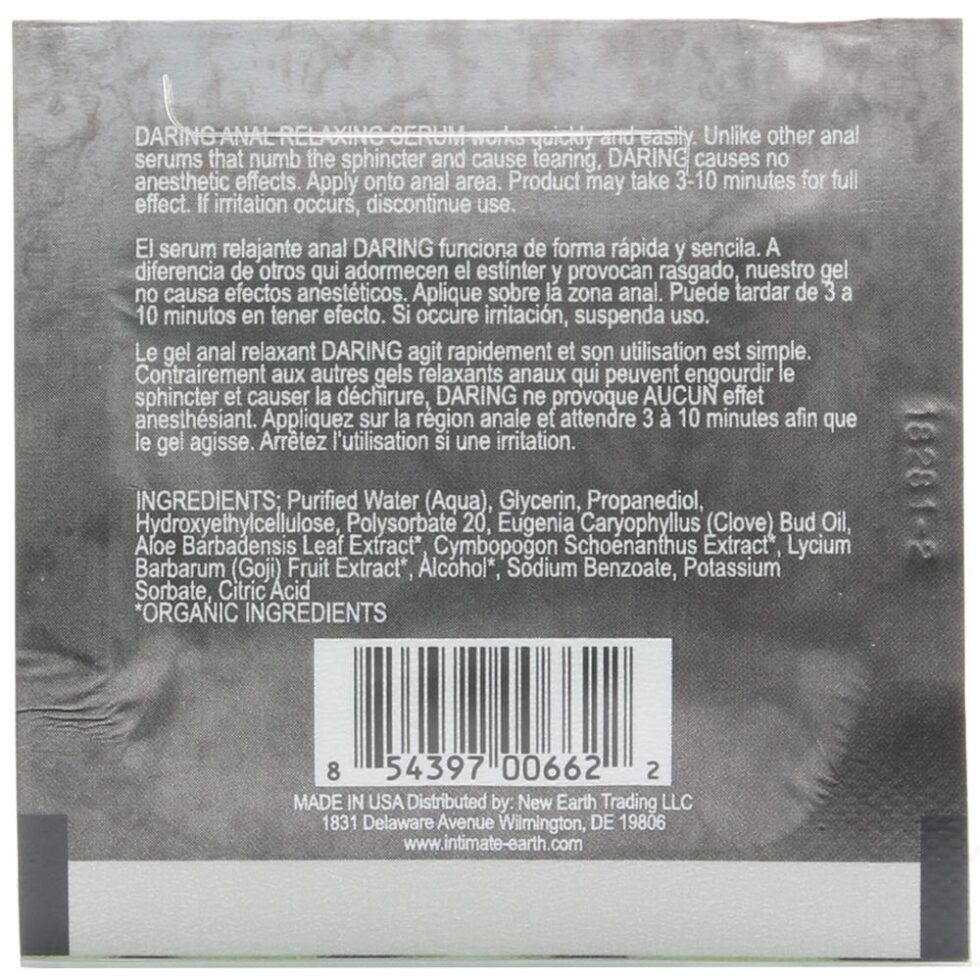 DARING ANAL RELAXING SERUM works quickly and easily. Unlike other anal
serums that numb the sphincter and cause tearing, DARING causes no
anesthetic effects. Apply onto anal area. Product may take 3-10 minutes for full
effect. If irritation occurs, discontinue use.
El serum relajante anal DARING funciona de forma rápida y sencila. A
diferencia de otros qui adormecen el estínter y provocan rasgado, nuestro gel
no causa efectos anestéticos. Aplique sobre la zona anal. Puede tardar de 3 a
10 minutos en tener efecto. Si occure irritación, suspenda uso.
Le gel anal relaxant DARING agit rapidement et son utilisation est simple.
Contrairement aux autres gels relaxants anaux qui peuvent engourdir le
sphincter et causer la déchirure, DARING ne provoque AUCUN effet
anesthésiant. Appliquez sur la région anale et attendre 3 à 10 minutes afin que
le gel agisse. Arrêtez l'utilisation si une irritation.
INGREDIENTS: Purified Water (Aqua), Glycerin, Propanediol,
Hydroxyethylcellulose, Polysorbate 20, Eugenia Caryophyllus (Clove) Bud Oil,
Aloe Barbadensis Leaf Extract*, Cymbopogon Schoenanthus Extract*, Lycium
Barbarum (Goji) Fruit Extract*, Alcohol*, Sodium Benzoate, Potassium
Sorbate, Citric Acid
*ORGANIC INGREDIENTS
8 54397 00662 2
MADE IN USA Distributed by: New Earth Trading LLC
1831 Delaware Avenue Wilmington, DE 19806
www.intimate-earth.com
18281-2